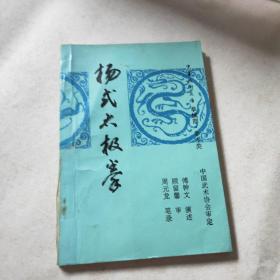 杨式太极拳
傅钟文 演述
顾留馨 审
周元龙 笔录
中国武术协会审定